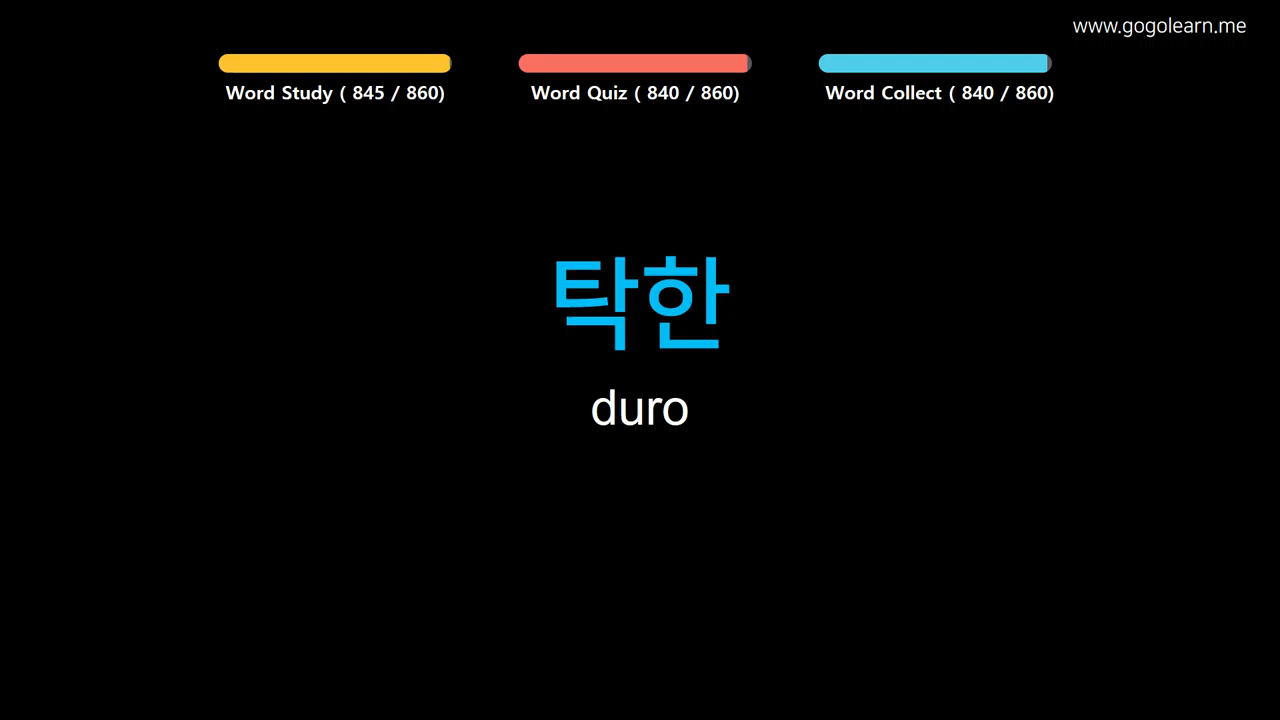 www.gogolearn.me
Word Study ( 845 / 860)
Word Quiz ( 840 / 860)
Word Collect ( 840 / 860)
탁한
duro